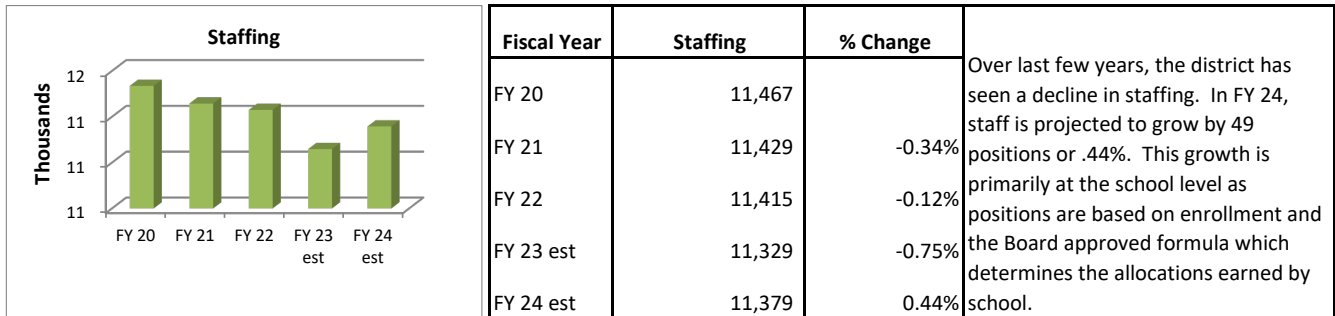 Staffing
Thousands
12
11
11
11
FY 20 FY 21 FY 22 FY 23 FY 24
est est
Fiscal Year Staffing % Change
FY 20 11,467
FY 21 11,429 -0.34%
FY 22 11,415 -0.12%
FY 23 est 11,329 -0.75%
FY 24 est 11,379 0.44%
Over last few years, the district has
seen a decline in staffing. In FY 24,
staff is projected to grow by 49
positions or .44%. This growth is
primarily at the school level as
positions are based on enrollment and
the Board approved formula which
determines the allocations earned by
school.